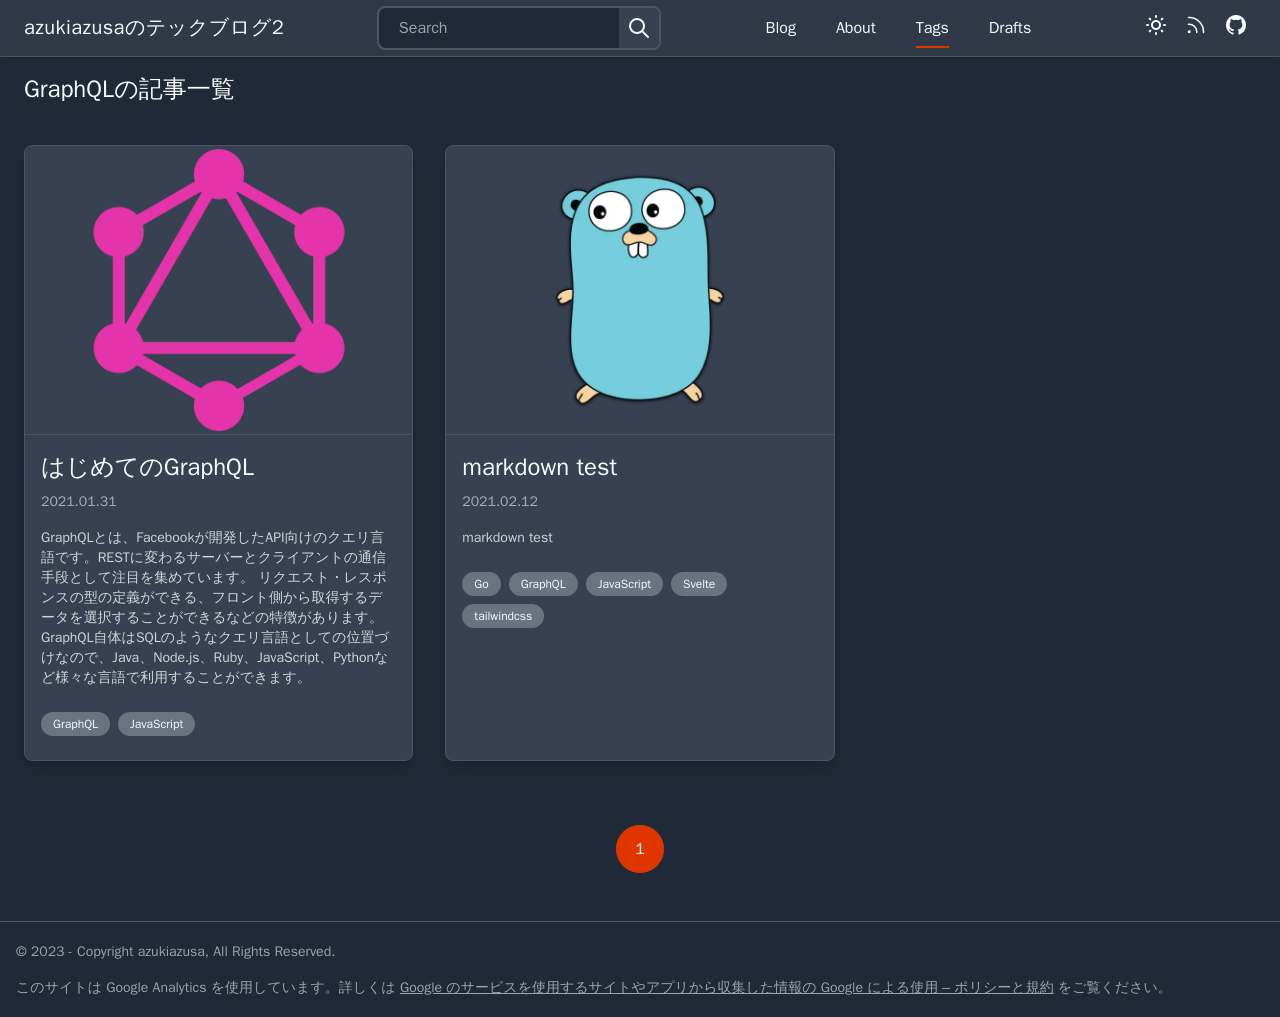 azukiazusaのテックブログ2
Search
Blog
About
Tags
Drafts
GraphQLの記事一覧
はじめてのGraphQL
2021.01.31
GraphQLとは、Facebookが開発したAPI向けのクエリ言
語です。RESTに変わるサーバーとクライアントの通信
手段として注目を集めています。 リクエスト・レスポ
ンスの型の定義ができる、フロント側から取得するデ
ータを選択することができるなどの特徴があります。
GraphQL自体はSQLのようなクエリ言語としての位置づ
けなので、Java、Node.js、Ruby、JavaScript、Pythonな
ど様々な言語で利用することができます。
GraphQL
JavaScript
markdown test
2021.02.12
markdown test
Go
GraphQL
JavaScript
Svelte
tailwindcss
1
© 2023 - Copyright azukiazusa, All Rights Reserved.
このサイトは Google Analytics を使用しています。詳しくは Google のサービスを使用するサイトやアプリから収集した情報の Google による使用 – ポリシーと規約 をご覧ください。